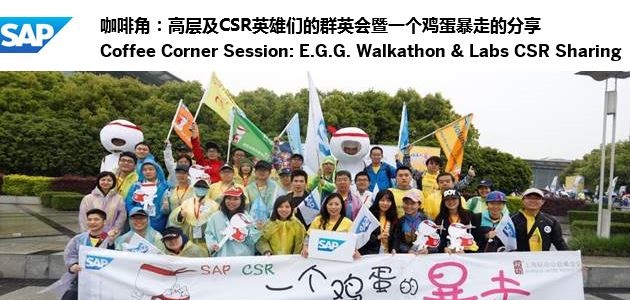 SAP
咖啡角：高层及CSR英雄们的群英会暨一个鸡蛋暴走的分享
Coffee Corner Session: E.G.G. Walkathon & Labs CSR Sharing
SAP
SAP
SAP CSR
一个鸡蛋的暴走